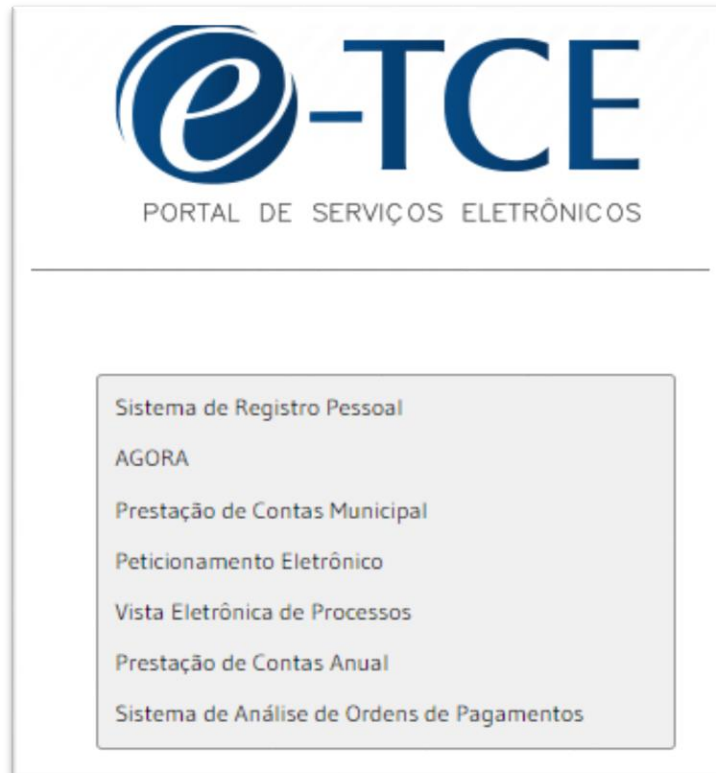 e-TCE
PORTAL DE SERVIÇOS ELETRÔNICOS
Sistema de Registro Pessoal
AGORA
Prestação de Contas Municipal
Peticionamento Eletrônico
Vista Eletrônica de Processos
Prestação de Contas Anual
Sistema de Análise de Ordens de Pagamentos